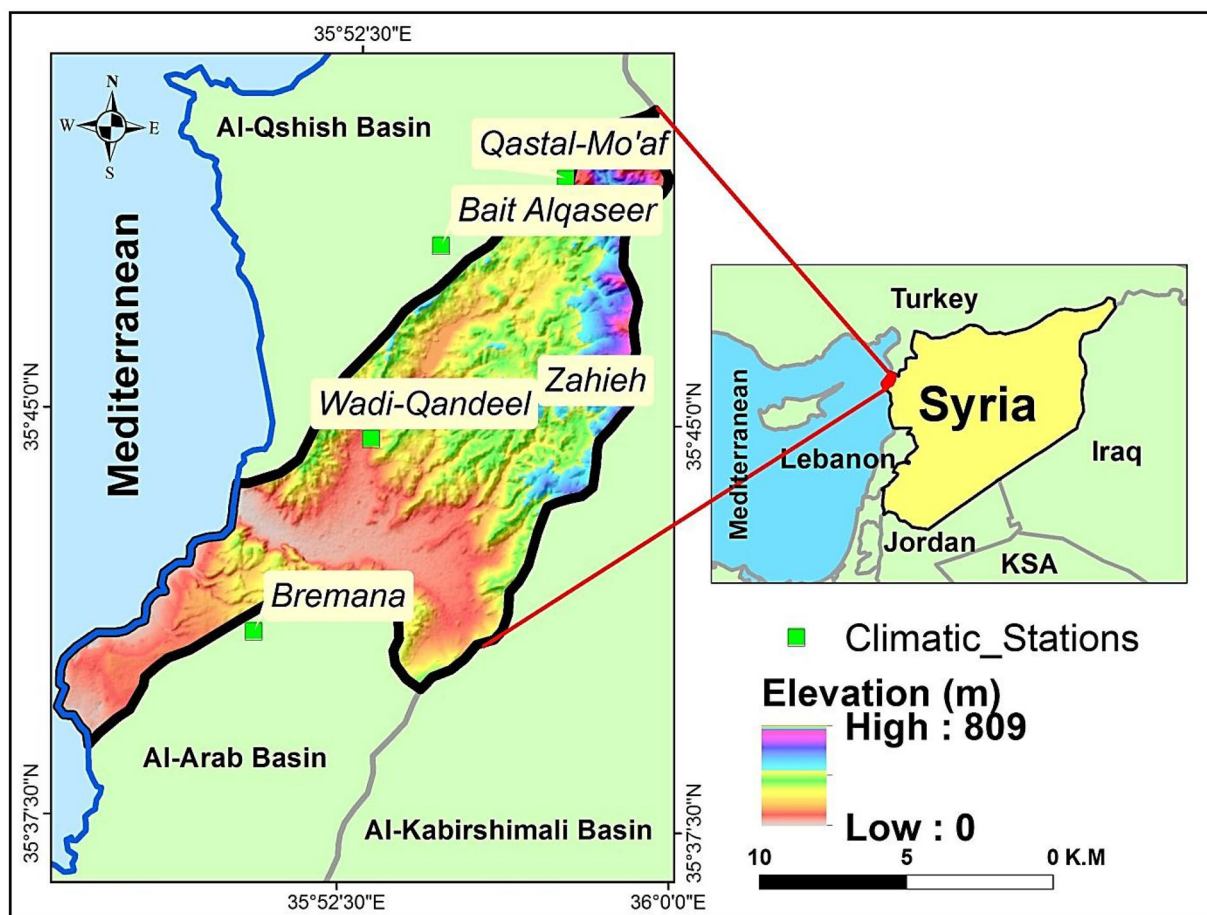 35°52'30"E
N
W
E
S
Al-Qshish Basin
Qastal-Mo'af
Bait Alqaseer
Mediterranean
Zahieh
Wadi-Qandeel
35°45'0"N
35°45'0"N
Bremana
Al-Arab Basin
Al-Kabirshimali Basin
35°37'30"N
35°37'30"N
35°52'30"E
36°0'0"E
Turkey
Mediterranean
Syria
Lebanon
Iraq
Jordan
KSA
Climatic_Stations
Elevation (m)
High : 809
Low : 0
10 5 0 K.M